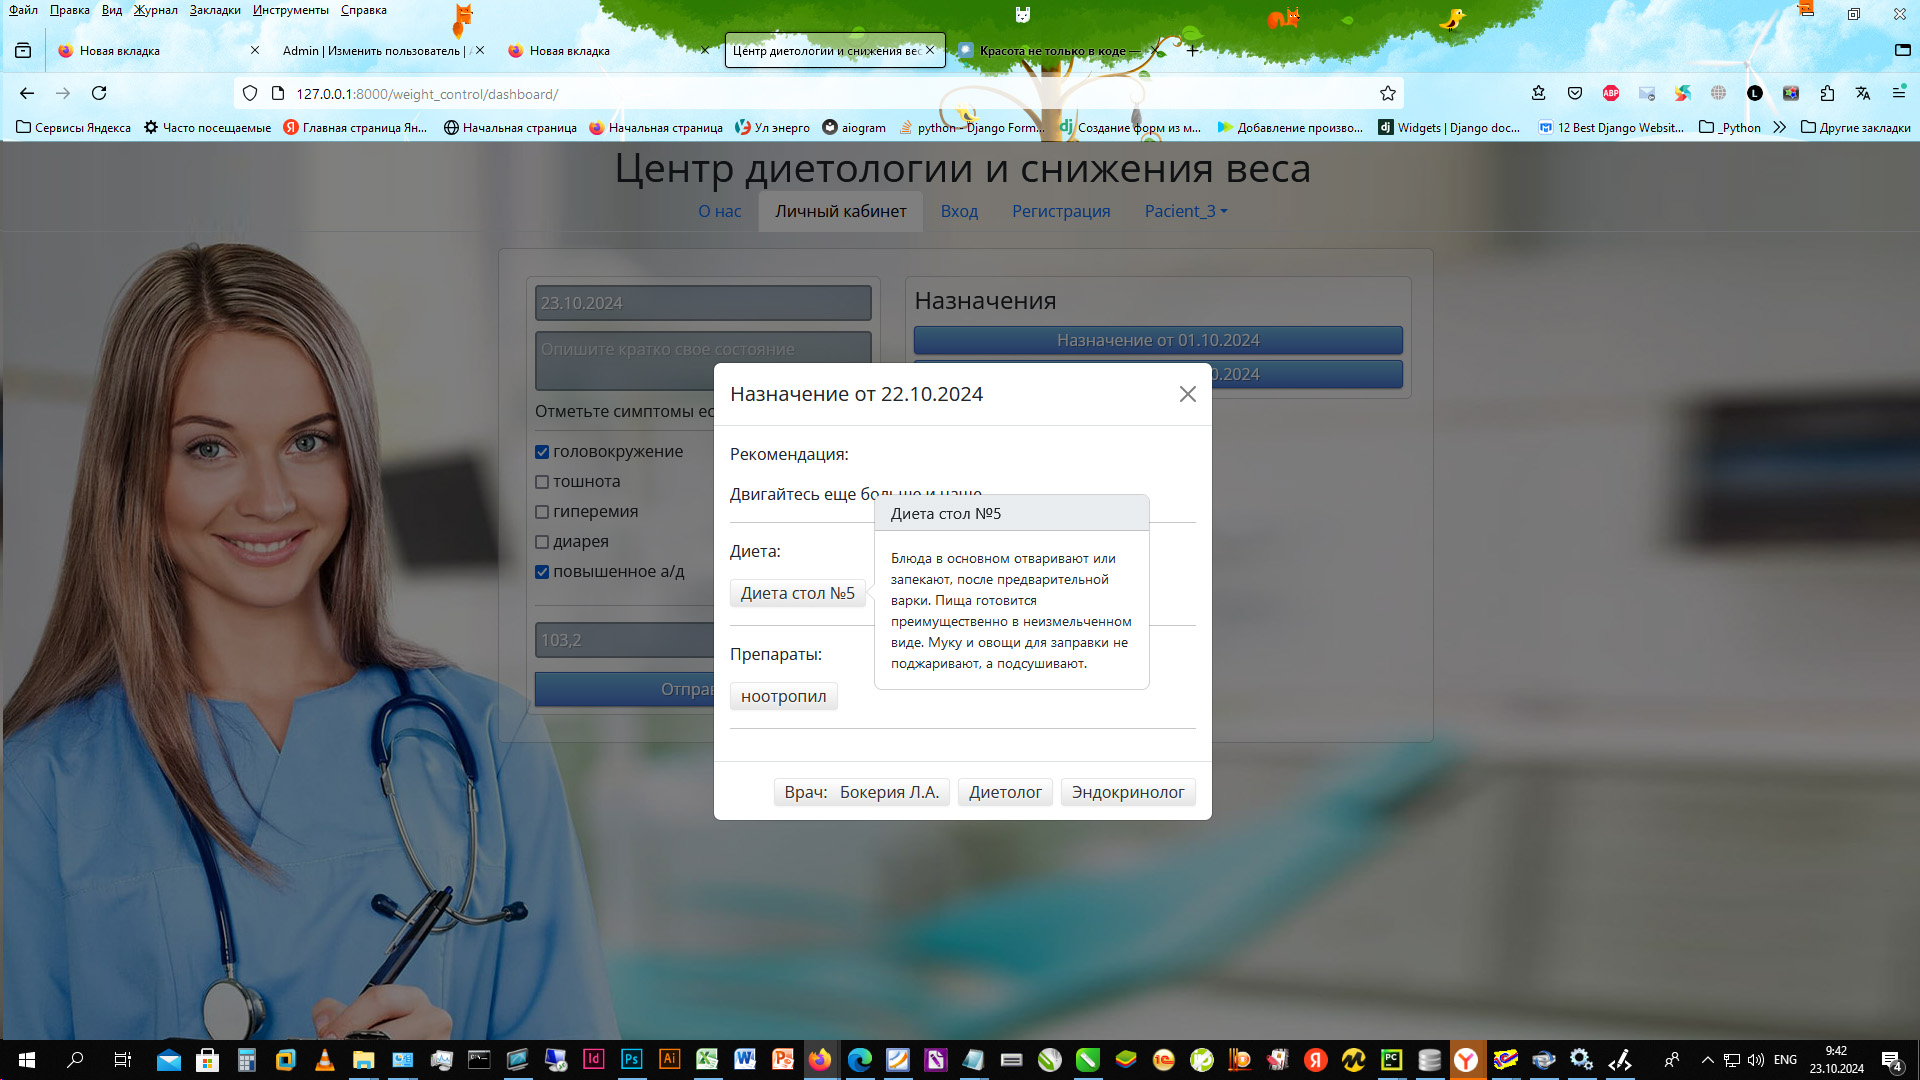 Файл Правка Вид Журнал Закладки Инструменты Справка
Новая вкладка
Admin | Изменить пользователь |
Новая вкладка
Центр диетологии и снижения вес
Красота не только в коде —
127.0.0.1:8000/weight_control/dashboard/
ABP
L
Сервисы Яндекса
Часто посещаемые
Главная страница Ян...
Начальная страница
Начальная страница
Ул энерго
aiogram
python - Django Form...
Создание форм из м...
Добавление произво...
Widgets | Django doc...
12 Best Django Websit...
_Python
Другие закладки
Центр диетологии и снижения веса
О нас
Личный кабинет
Вход
Регистрация
Pacient_3
23.10.2024
Опишите кратко свое состояние
Отметьте симптомы ес
головокружение
тошнота
гиперемия
диарея
повышенное а/д
103,2
Отправ
Назначения
Назначение от 01.10.2024
0.2024
Назначение от 22.10.2024
Рекомендация:
Двигайтесь еще больше и чаще
Диета:
Диета стол №5
Диета стол №5
Блюда в основном отваривают или
запекают, после предварительной
варки. Пища готовится
преимущественно в неизмельченном
виде. Муку и овощи для заправки не
поджаривают, а подсушивают.
Препараты:
ноотропил
Врач: Бокерия Л.А.
Диетолог
Эндокринолог
ENG
9:42
23.10.2024
4